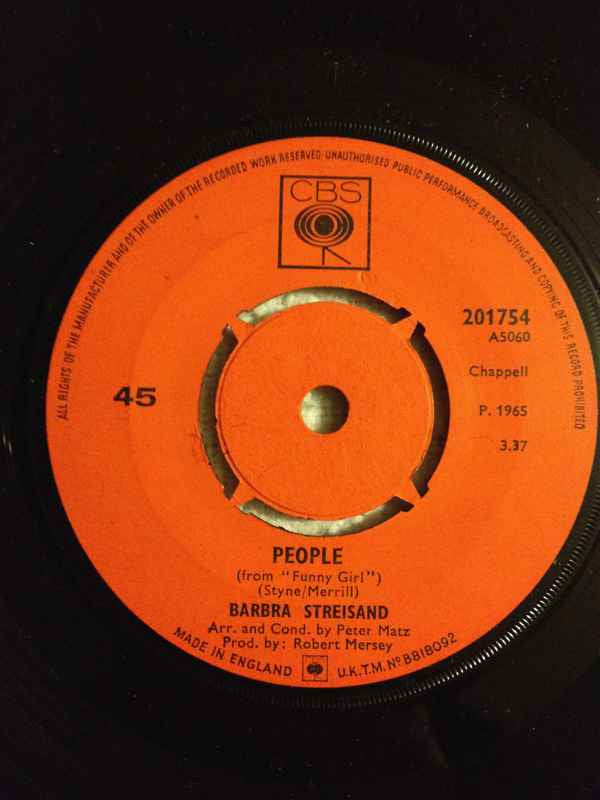 ALL RIGHTS OF THE MANUFACTURER AND OF THE OWNER OF THE RECORDED WORK RESERVED · UNAUTHORISED PUBLIC PERFORMANCE BROADCASTING AND COPYING OF THIS RECORD PROHIBITED
CBS
201754
A5060
Chappell
45
P. 1965
3.37
PEOPLE
(from "Funny Girl")
(Styne/Merrill)
BARBRA STREISAND
Arr. and Cond. by Peter Matz
Prod. by: Robert Mersey
MADE IN ENGLAND
U.K.T.M. Nº B818092